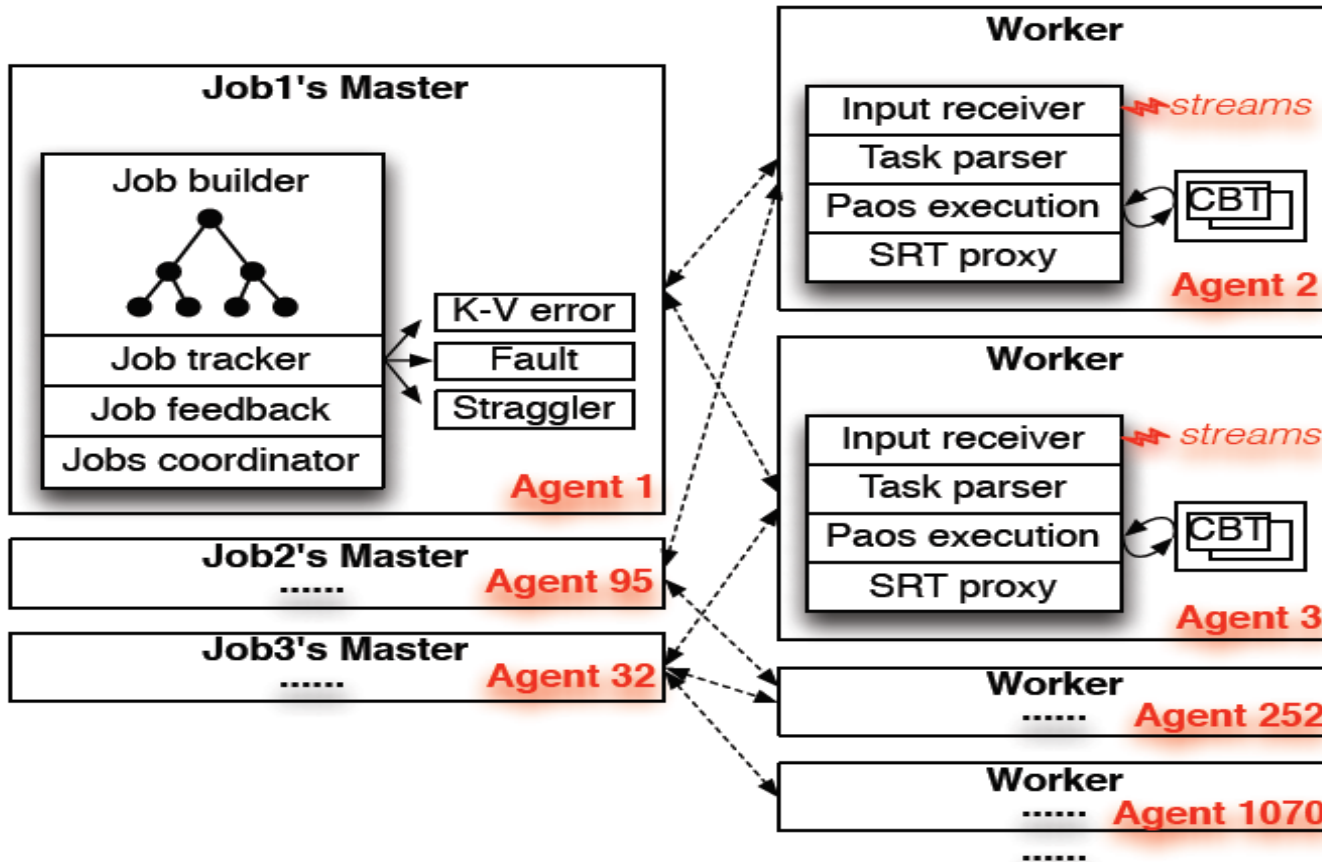 Job1's Master
Job builder
Job tracker
Job feedback
Jobs coordinator
K-V error
Fault
Straggler
Agent 1
Job2's Master
......
Agent 95
Job3's Master
......
Agent 32
Worker
Input receiver
streams
Task parser
Paos execution
CBT
SRT proxy
Agent 2
Worker
Input receiver
streams
Task parser
Paos execution
CBT
SRT proxy
Agent 3
Worker
......
Agent 252
Worker
......
Agent 1070
......